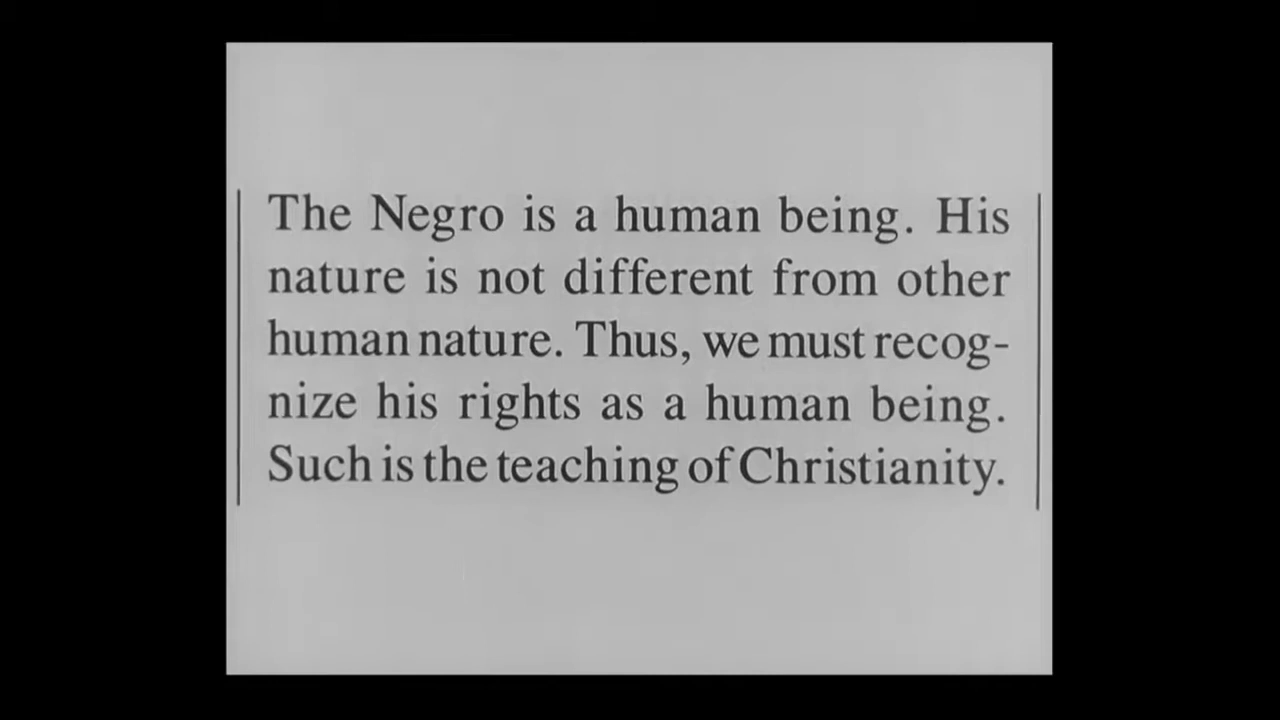 The Negro is a human being. His
nature is not different from other
human nature. Thus, we must recog-
nize his rights as a human being.
Such is the teaching of Christianity.